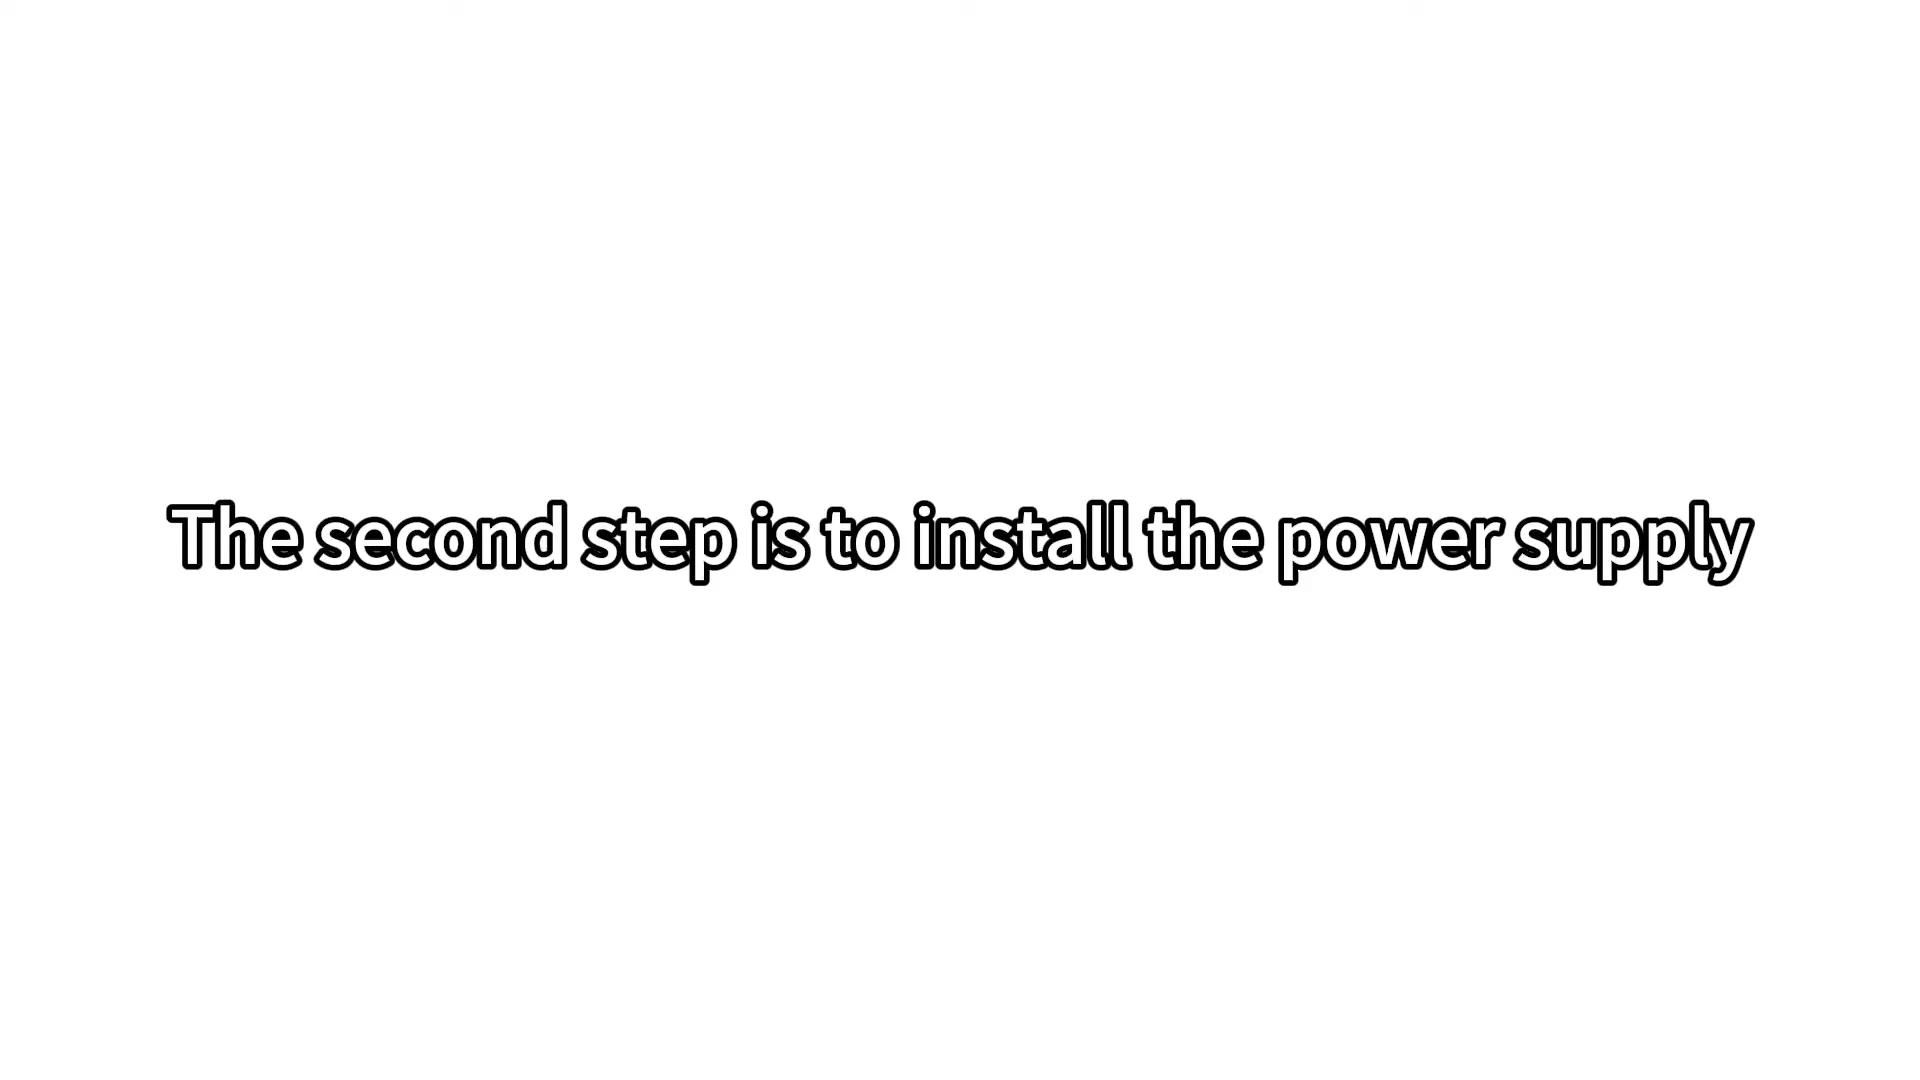 The second step is to install the power supply